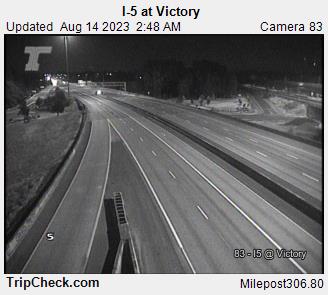 I-5 at Victory
Updated Aug 14 2023 2:48 AM Camera 83
T
S
83 - I5 @ Victory
TripCheck.com Milepost306.80